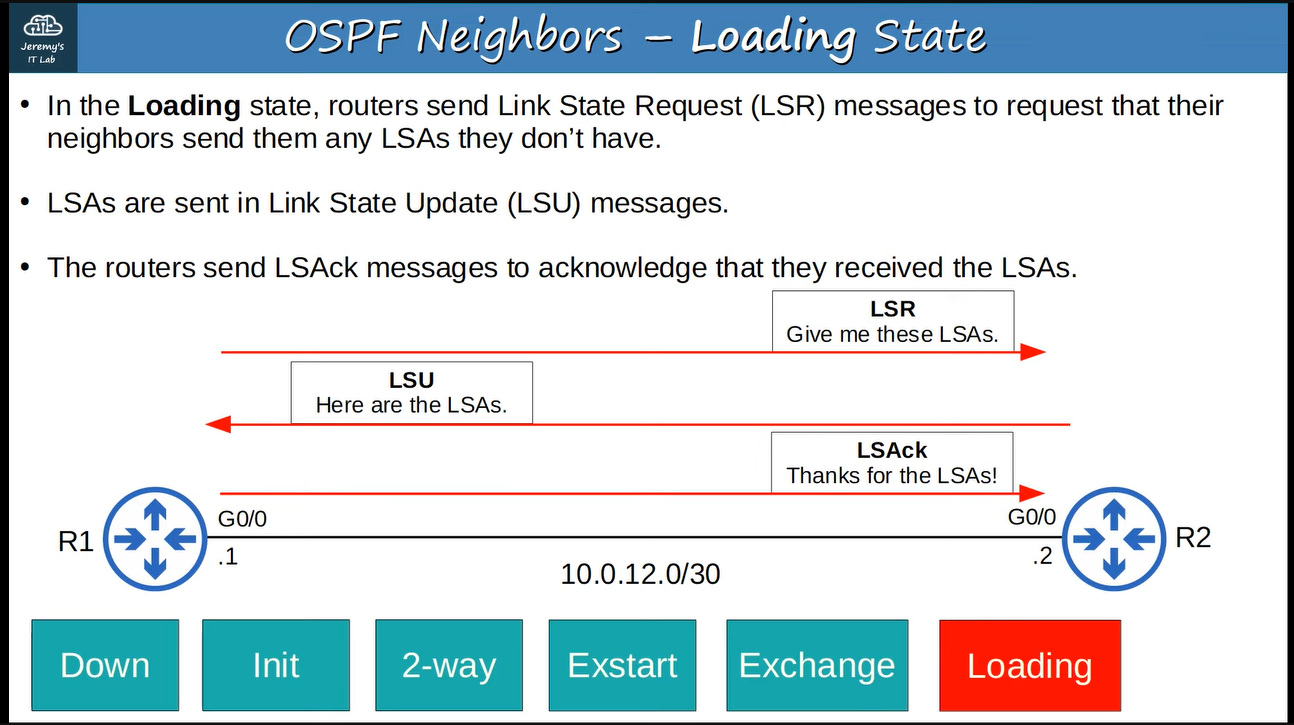 Jeremy's
IT Lab
OSPF Neighbors – Loading State
• In the Loading state, routers send Link State Request (LSR) messages to request that their
neighbors send them any LSAs they don't have.
• LSAs are sent in Link State Update (LSU) messages.
• The routers send LSAck messages to acknowledge that they received the LSAs.
LSR
Give me these LSAs.
LSU
Here are the LSAs.
LSAck
Thanks for the LSAs!
R1
G0/0
.1
10.0.12.0/30
G0/0
.2
R2
Down
Init
2-way
Exstart
Exchange
Loading